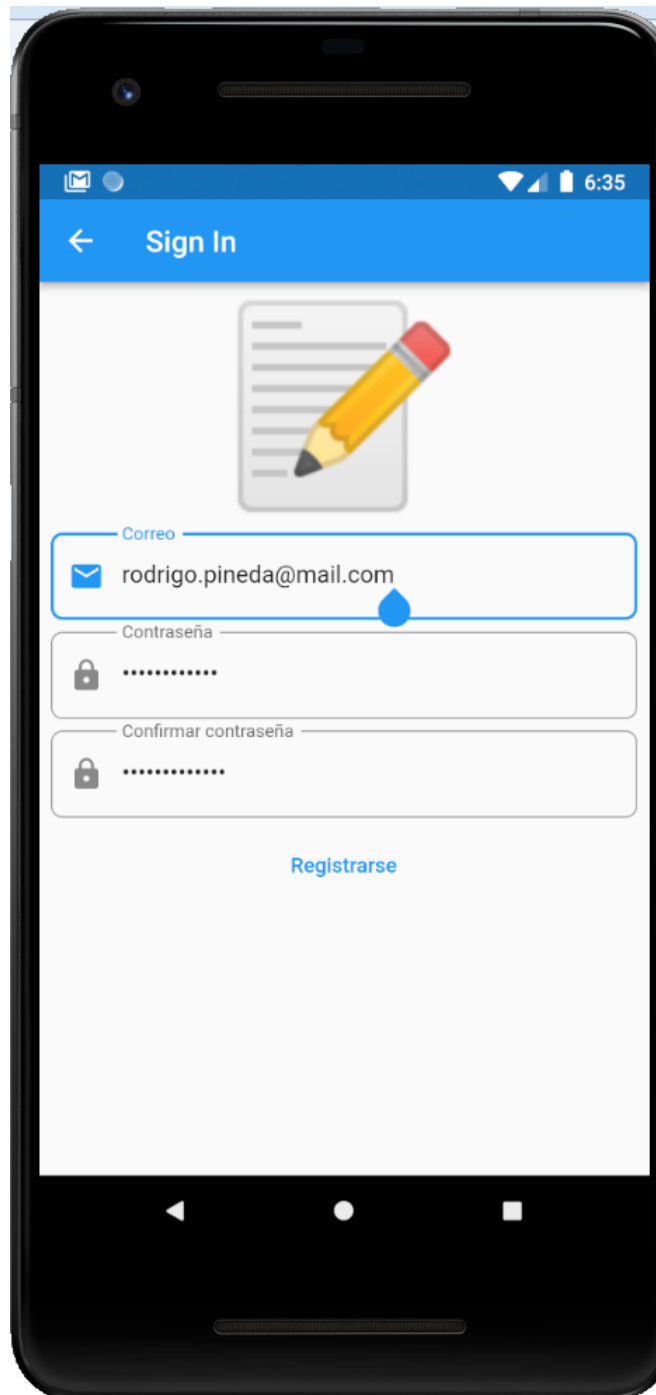 6:35
Sign In
Correo
rodrigo.pineda@mail.com
Contraseña
••••••••••••
Confirmar contraseña
•••••••••••••
Registrarse